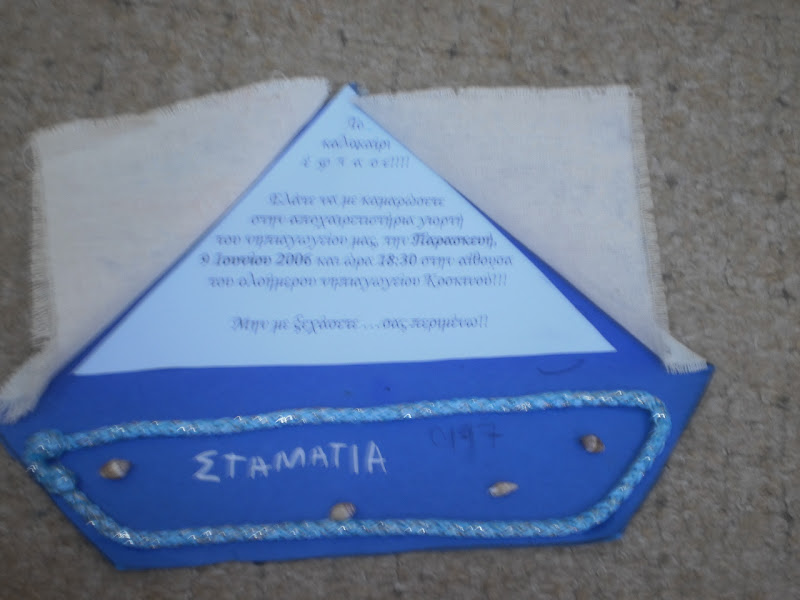 Το
καλοκαίρι
έ φ τ α σ ε!!!!
Ελάτε να με καμαρώσετε
στην αποχαιρετιστήρια γιορτή
του νηπιαγωγείου μας, την Παρασκευή,
9 Ιουνίου 2006 και ώρα 18:30 στην αίθουσα
του ολοήμερου νηπιαγωγείου Κοσκινού!!!
Μην με ξεχάσετε ...σας περιμένω!!
ΣΤΑΜΑΤΙΑ